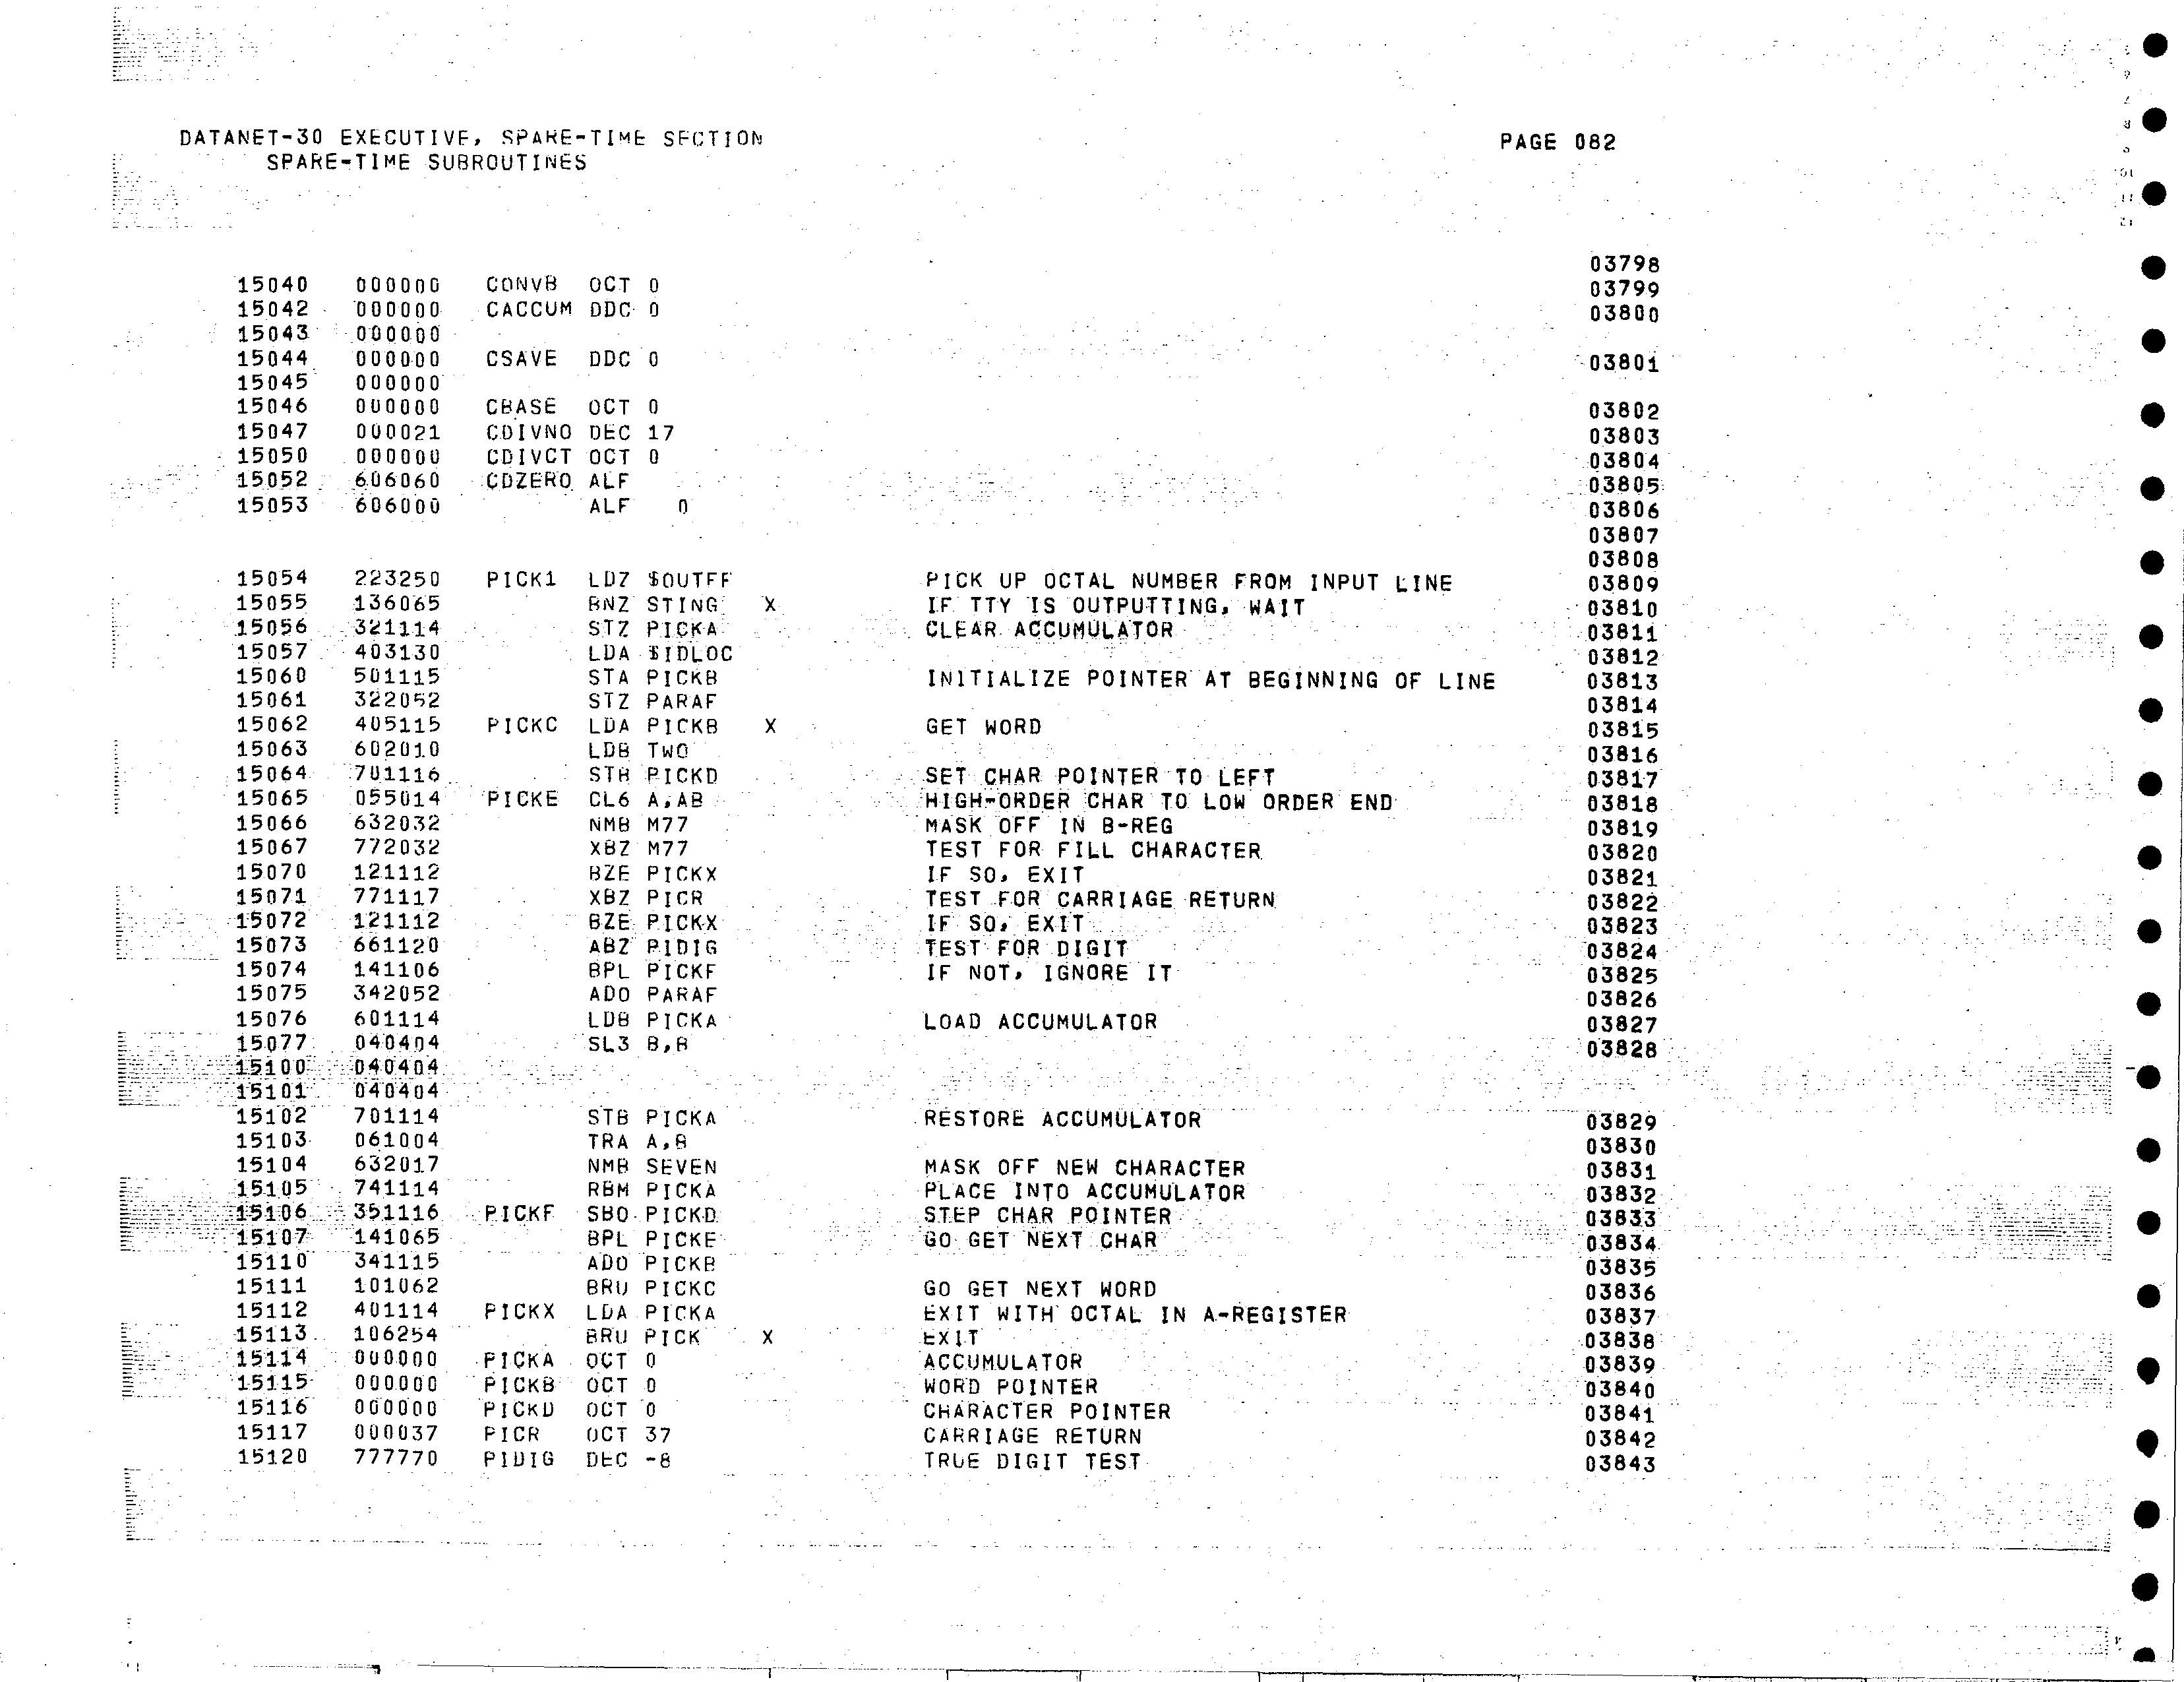 DATANET-30 EXECUTIVE, SPARE-TIME SECTION PAGE 082
SPARE-TIME SUBROUTINES
03798
15040 000000 CONVB OCT 0 03799
15042 000000 CACCUM DDC 0 03800
15043 000000
15044 000000 CSAVE DDC 0 03801
15045 000000
15046 000000 CBASE OCT 0 03802
15047 000021 CDIVNO DEC 17 03803
15050 000000 CDIVCT OCT 0 03804
15052 606060 CDZERO ALF 03805
15053 606000 ALF 0 03806
03807
03808
15054 223250 PICK1 LDZ $OUTFF PICK UP OCTAL NUMBER FROM INPUT LINE 03809
15055 136065 BNZ STING X IF TTY IS OUTPUTTING, WAIT 03810
15056 321114 STZ PICKA CLEAR ACCUMULATOR 03811
15057 403130 LDA $IDLOC 03812
15060 501115 STA PICKB INITIALIZE POINTER AT BEGINNING OF LINE 03813
15061 322052 STZ PARAF 03814
15062 405115 PICKC LDA PICKB X GET WORD 03815
15063 602010 LDB TWO 03816
15064 701116 STB PICKD SET CHAR POINTER TO LEFT 03817
15065 055014 PICKE CL6 A,AB HIGH-ORDER CHAR TO LOW ORDER END 03818
15066 632032 NMB M77 MASK OFF IN B-REG 03819
15067 772032 XBZ M77 TEST FOR FILL CHARACTER 03820
15070 121112 BZE PICKX IF SO, EXIT 03821
15071 771117 XBZ PICR TEST FOR CARRIAGE RETURN 03822
15072 121112 BZE PICKX IF SO, EXIT 03823
15073 661120 ABZ PIDIG TEST FOR DIGIT 03824
15074 141106 BPL PICKF IF NOT, IGNORE IT 03825
15075 342052 ADO PARAF 03826
15076 601114 LDB PICKA LOAD ACCUMULATOR 03827
15077 040404 SL3 B,B 03828
15100 040404
15101 040404
15102 701114 STB PICKA RESTORE ACCUMULATOR 03829
15103 061004 TRA A,B 03830
15104 632017 NMB SEVEN MASK OFF NEW CHARACTER 03831
15105 741114 RBM PICKA PLACE INTO ACCUMULATOR 03832
15106 351116 PICKF SBO PICKD STEP CHAR POINTER 03833
15107 141065 BPL PICKE GO GET NEXT CHAR 03834
15110 341115 ADO PICKB 03835
15111 101062 BRU PICKC GO GET NEXT WORD 03836
15112 401114 PICKX LDA PICKA EXIT WITH OCTAL IN A-REGISTER 03837
15113 106254 BRU PICK X EXIT 03838
15114 000000 PICKA OCT 0 ACCUMULATOR 03839
15115 000000 PICKB OCT 0 WORD POINTER 03840
15116 000000 PICKD OCT 0 CHARACTER POINTER 03841
15117 000037 PICR OCT 37 CARRIAGE RETURN 03842
15120 777770 PIDIG DEC -8 TRUE DIGIT TEST 03843